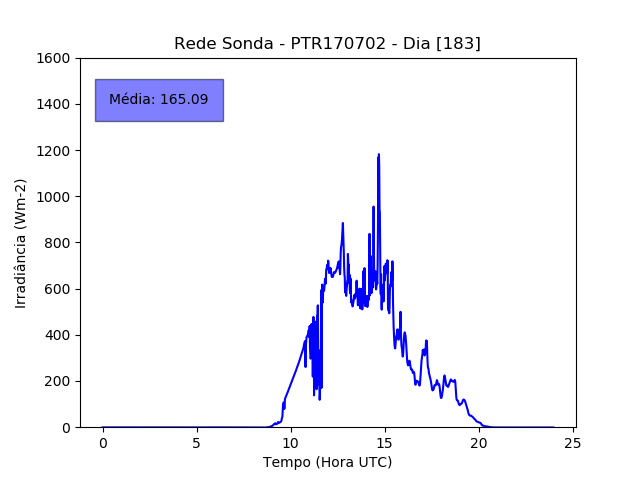 Rede Sonda - PTR170702 - Dia [183]
1600
1400
1200
1000
800
600
400
200
0
Média: 165.09
Irradiância (Wm-2)
0 5 10 15 20 25
Tempo (Hora UTC)